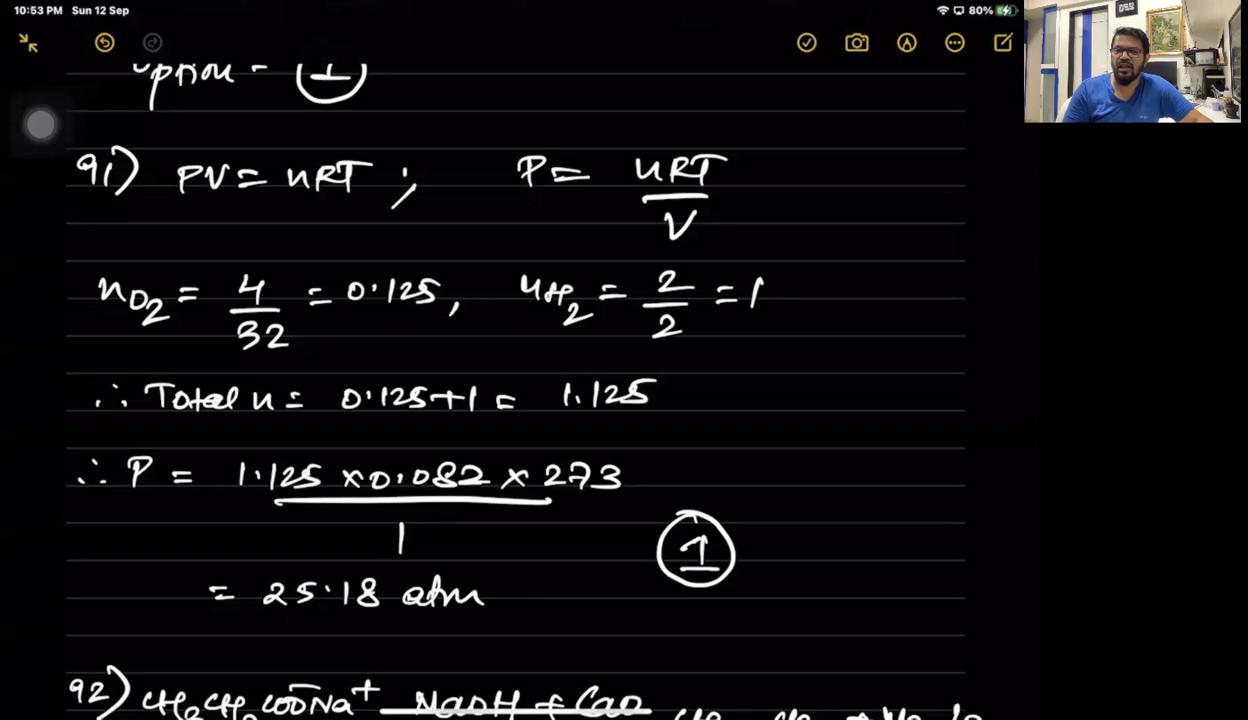 10:53 PM Sun 12 Sep
80%
option - 1
91) PV = nRT ; P = nRT / V
nO2 = 4/32 = 0.125, nH2 = 2/2 = 1
∴ Total n = 0.125+1 = 1.125
∴ P = 1.125 × 0.082 × 273 / 1
1
= 25.18 atm
92) CH3CH2COO⁻Na⁺ NaOH + CaO